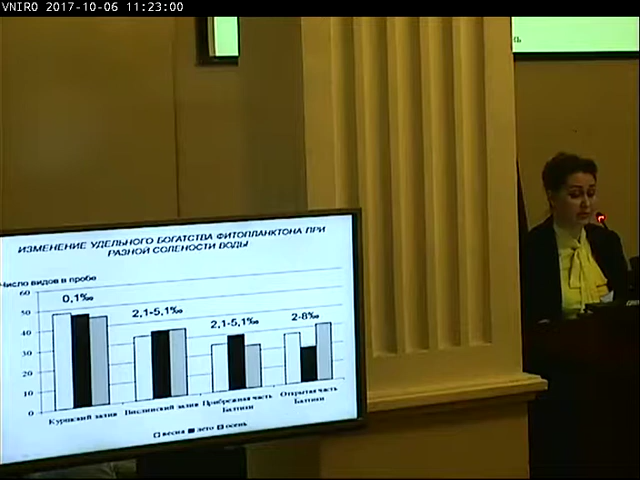 VNIRO 2017-10-06 11:23:00
ИЗМЕНЕНИЕ УДЕЛЬНОГО БОГАТСТВА ФИТОПЛАНКТОНА ПРИ
РАЗНОЙ СОЛЕНОСТИ ВОДЫ
Число видов в пробе
60
50
40
30
20
10
0
0,1‰
2,1-5,1‰
2,1-5,1‰
2-8‰
Куршский залив
Вислинский залив
Прибрежная часть
Балтики
Открытая часть
Балтики
весна лето осень